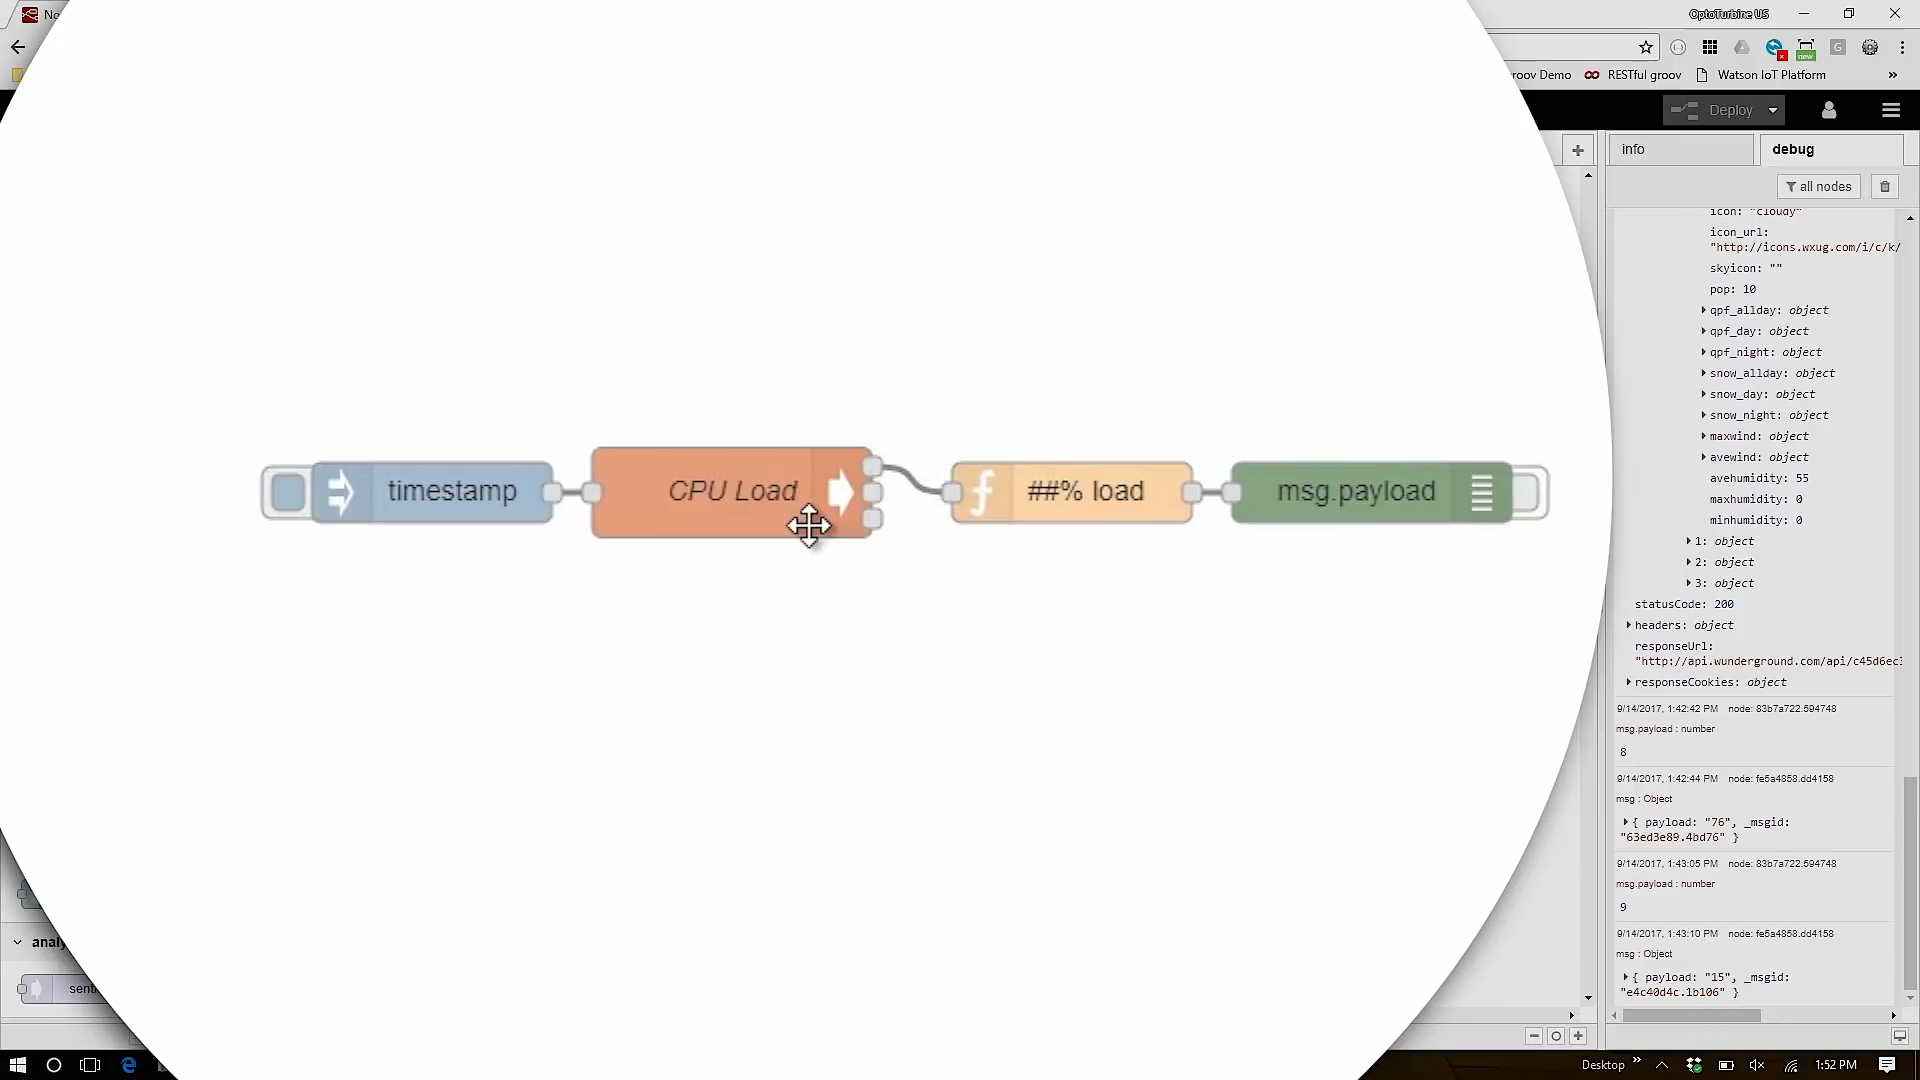 No
OptoTurbine US
new
roov Demo
RESTful groov
Watson IoT Platform
»
Deploy
info
debug
all nodes
icon: "cloudy"
icon_url:
"http://icons.wxug.com/i/c/k/
skyicon: ""
pop: 10
qpf_allday: object
qpf_day: object
qpf_night: object
snow_allday: object
snow_day: object
snow_night: object
maxwind: object
avewind: object
avehumidity: 55
maxhumidity: 0
minhumidity: 0
1: object
2: object
3: object
statusCode: 200
headers: object
responseUrl:
"http://api.wunderground.com/api/c45d6ec
responseCookies: object
9/14/2017, 1:42:42 PM node: 83b7a722.594748
msg.payload : number
8
9/14/2017, 1:42:44 PM node: fe5a4858.dd4158
msg : Object
{ payload: "76", _msgid:
"63ed3e89.4bd76" }
9/14/2017, 1:43:05 PM node: 83b7a722.594748
msg.payload : number
9
9/14/2017, 1:43:10 PM node: fe5a4858.dd4158
msg : Object
{ payload: "15", _msgid:
"e4c40d4c.1b106" }
timestamp
CPU Load
f
##% load
msg.payload
analy
senti
Desktop
»
1:52 PM